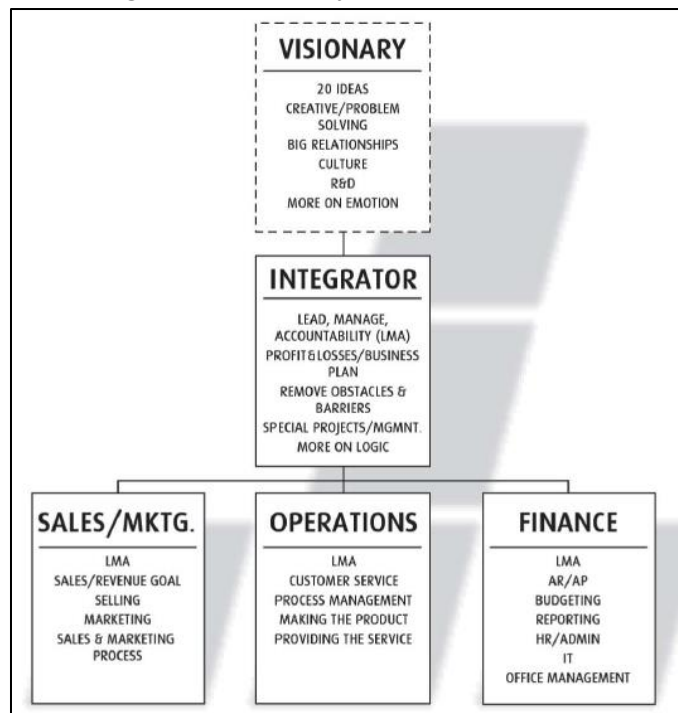 VISIONARY
20 IDEAS
CREATIVE/PROBLEM
SOLVING
BIG RELATIONSHIPS
CULTURE
R&D
MORE ON EMOTION
INTEGRATOR
LEAD, MANAGE,
ACCOUNTABILITY (LMA)
PROFIT&LOSSES/BUSINESS
PLAN
REMOVE OBSTACLES &
BARRIERS
SPECIAL PROJECTS/MGMNT.
MORE ON LOGIC
SALES/MKTG.
LMA
SALES/REVENUE GOAL
SELLING
MARKETING
SALES & MARKETING
PROCESS
OPERATIONS
LMA
CUSTOMER SERVICE
PROCESS MANAGEMENT
MAKING THE PRODUCT
PROVIDING THE SERVICE
FINANCE
LMA
AR/AP
BUDGETING
REPORTING
HR/ADMIN
IT
OFFICE MANAGEMENT